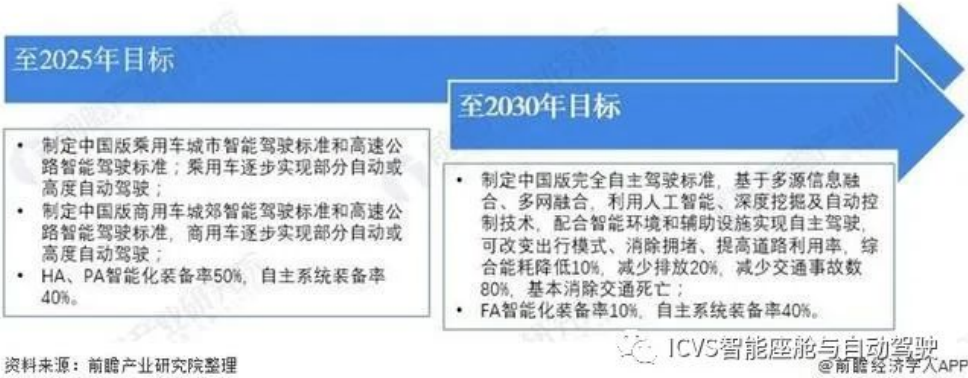 至2025年目标
至2030年目标
• 制定中国版乘用车城市智能驾驶标准和高速公
路智能驾驶标准；乘用车逐步实现部分自动或
高度自动驾驶；
• 制定中国版商用车城郊智能驾驶标准和高速公
路智能驾驶标准，商用车逐步实现部分自动或
高度自动驾驶；
• HA、PA智能化装备率50%，自主系统装备率
40%。
• 制定中国版完全自主驾驶标准，基于多源信息融
合、多网融合，利用人工智能、深度挖掘及自动控
制技术，配合智能环境和辅助设施实现自主驾驶，
可改变出行模式、消除拥堵、提高道路利用率，综
合能耗降低10%，减少排放20%，减少交通事故数
80%，基本消除交通死亡；
• FA智能化装备率10%，自主系统装备率40%。
ICVS智能座舱与自动驾驶
资料来源：前瞻产业研究院整理
@前瞻经济学人APP